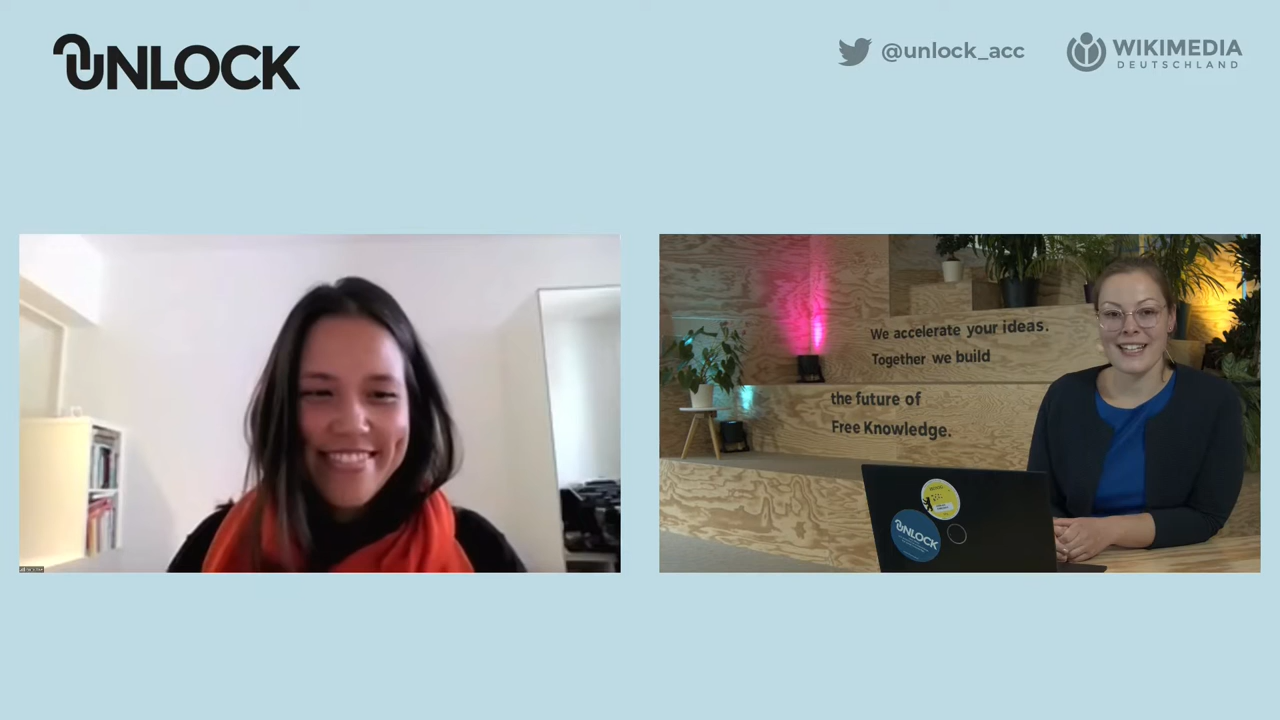 UNLOCK
@unlock_acc
WIKIMEDIA
DEUTSCHLAND
We accelerate your ideas.
Together we build
the future of
Free Knowledge.
UNLOCK